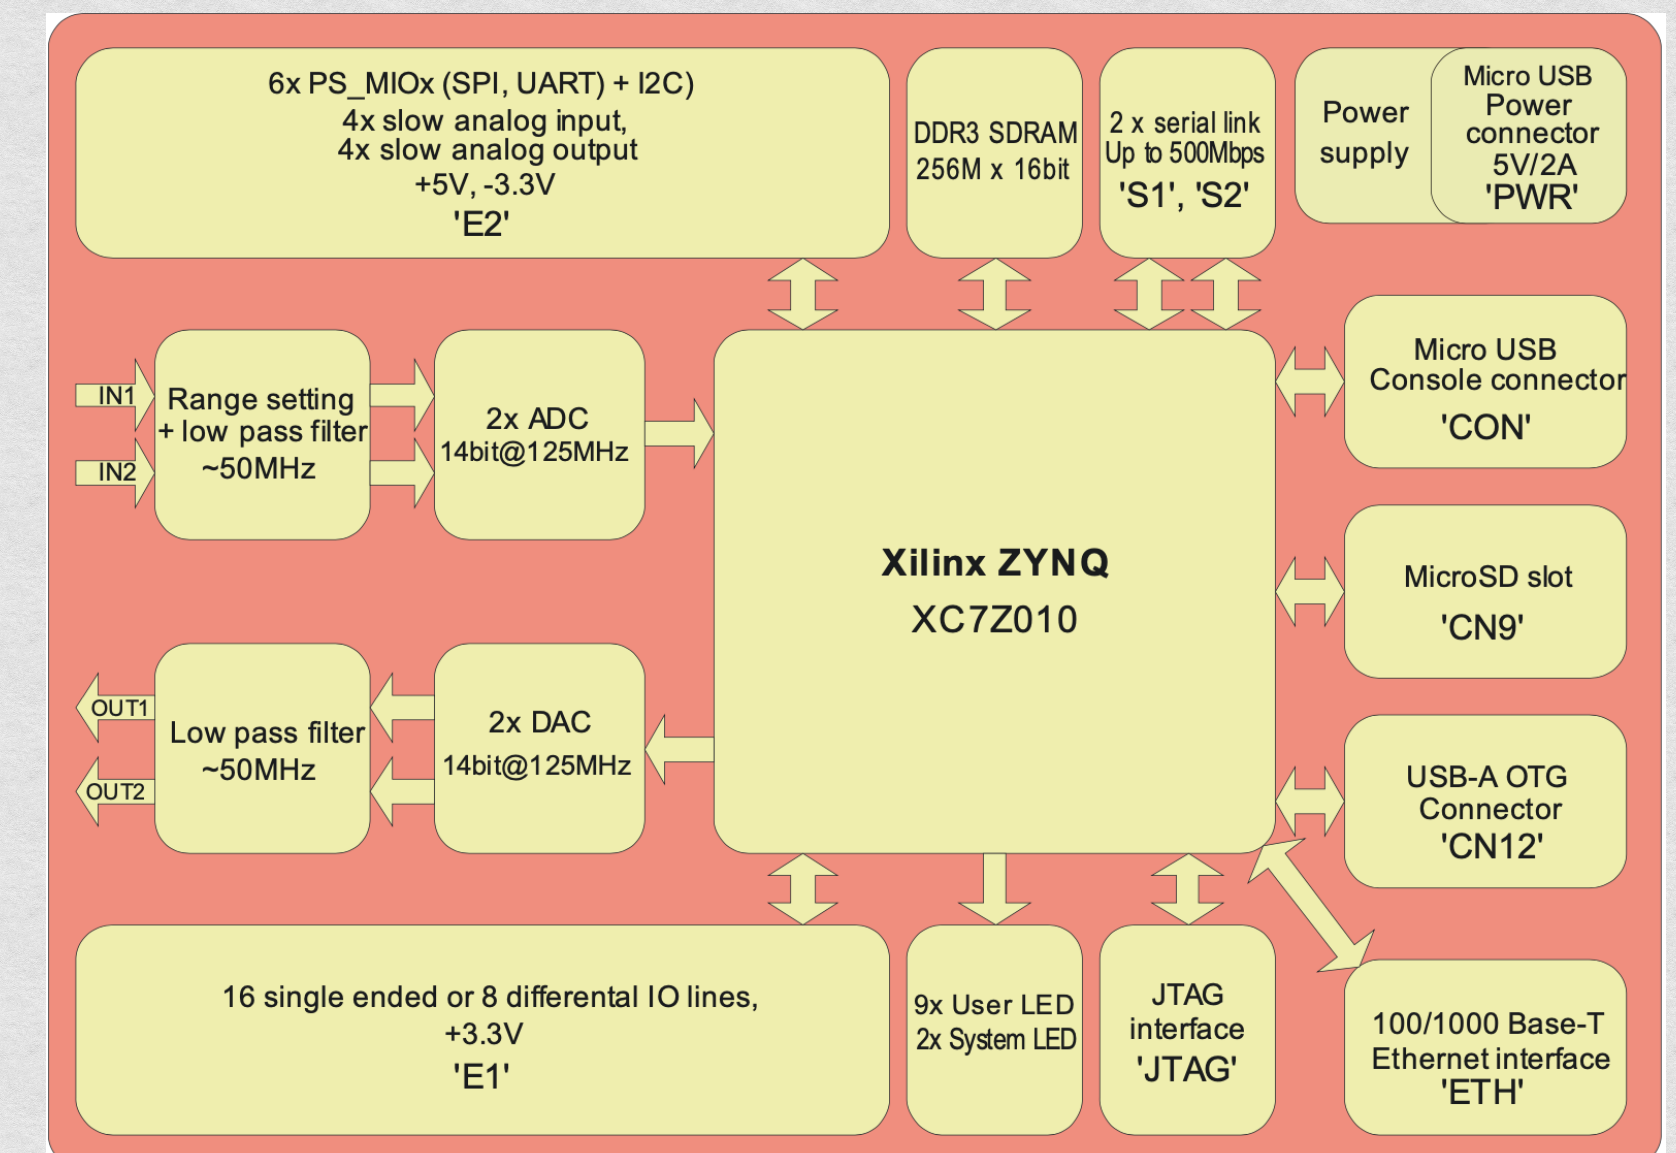 6x PS_MIOx (SPI, UART) + I2C)
4x slow analog input,
4x slow analog output
+5V, -3.3V
'E2'
DDR3 SDRAM
256M x 16bit
2 x serial link
Up to 500Mbps
'S1', 'S2'
Power
supply
Micro USB
Power
connector
5V/2A
'PWR'
IN1
IN2
Range setting
+ low pass filter
~50MHz
2x ADC
14bit@125MHz
Xilinx ZYNQ
XC7Z010
Micro USB
Console connector
'CON'
MicroSD slot
'CN9'
OUT1
OUT2
Low pass filter
~50MHz
2x DAC
14bit@125MHz
USB-A OTG
Connector
'CN12'
16 single ended or 8 differental IO lines,
+3.3V
'E1'
9x User LED
2x System LED
JTAG
interface
'JTAG'
100/1000 Base-T
Ethernet interface
'ETH'